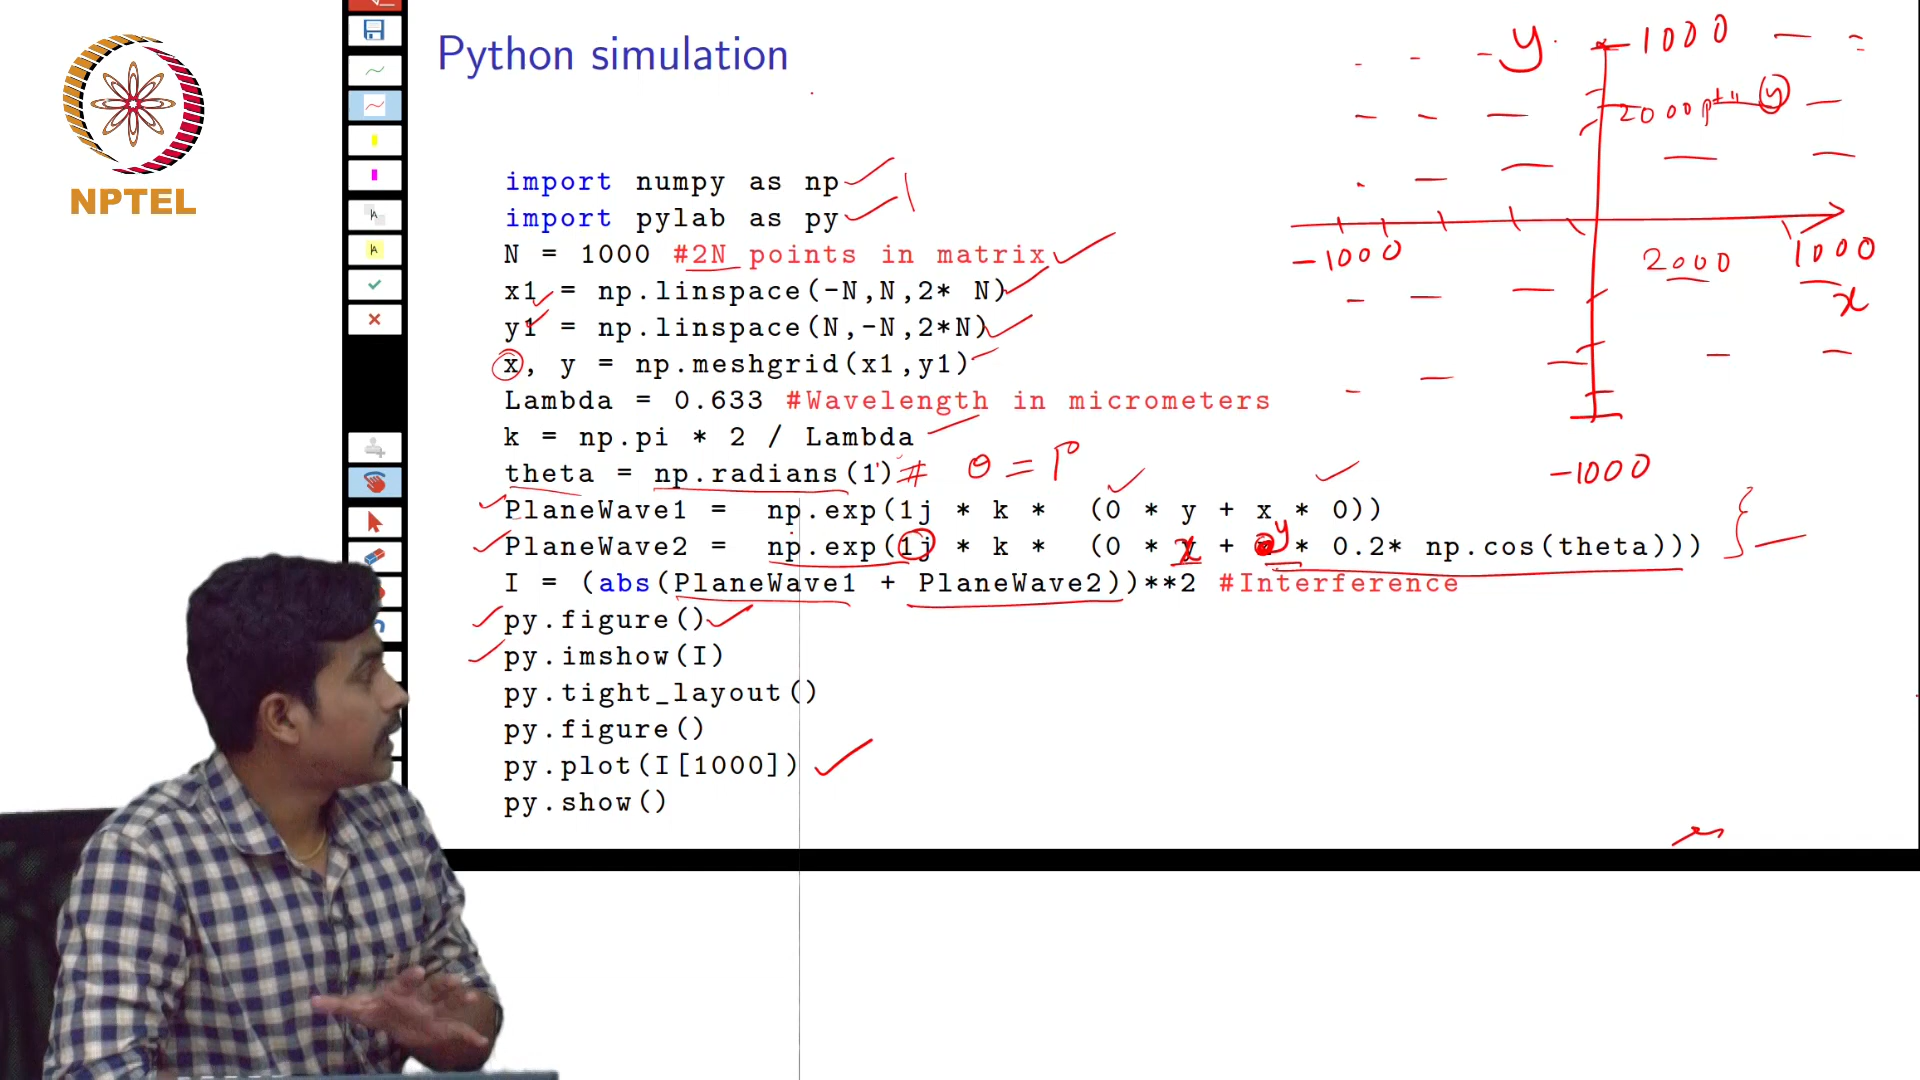 NPTEL
Python simulation
import numpy as np
import pylab as py
N = 1000 #2N points in matrix
x1 = np.linspace(-N,N,2* N)
y1 = np.linspace(N,-N,2*N)
x, y = np.meshgrid(x1,y1)
Lambda = 0.633 #Wavelength in micrometers
k = np.pi * 2 / Lambda
theta = np.radians(1) # θ = 1°
PlaneWave1 = np.exp(1j * k * (0 * y + x * 0))
PlaneWave2 = np.exp(1j * k * (0 * x + y * 0.2* np.cos(theta)))
I = (abs(PlaneWave1 + PlaneWave2))**2 #Interference
py.figure()
py.imshow(I)
py.tight_layout()
py.figure()
py.plot(I[1000])
py.show()
y
1000
2000 pts y
-1000
2000
1000
x
-1000